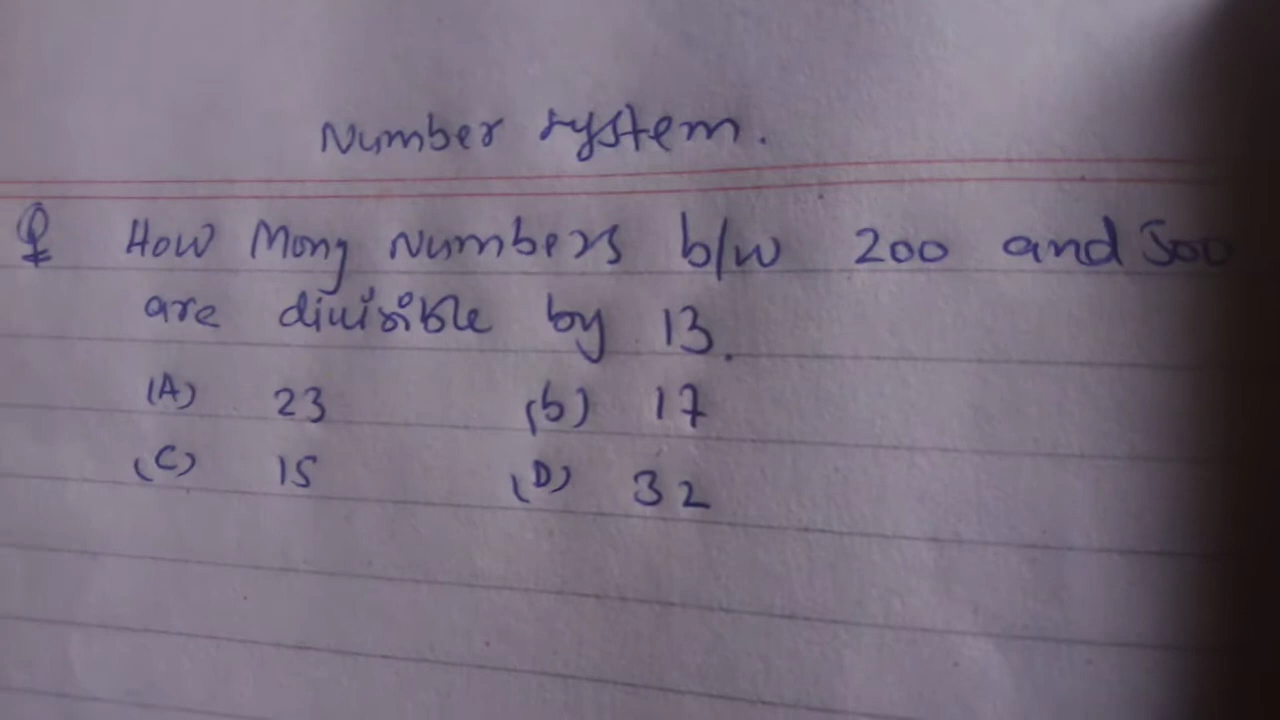 Number system.
Q How Many Numbers b/w 200 and 500
are divisible by 13.
(A) 23 (b) 17
(C) 15 (D) 32